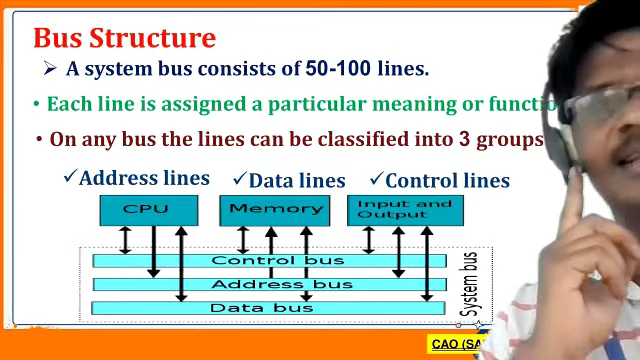 Bus Structure
➢ A system bus consists of 50-100 lines.
• Each line is assigned a particular meaning or
• On any bus the lines can be classified into 3 groups
✓Address lines ✓Data lines ✓Control lines
CPU Memory Input and
Output
Control bus
Address bus
Data bus
System bus
CAO